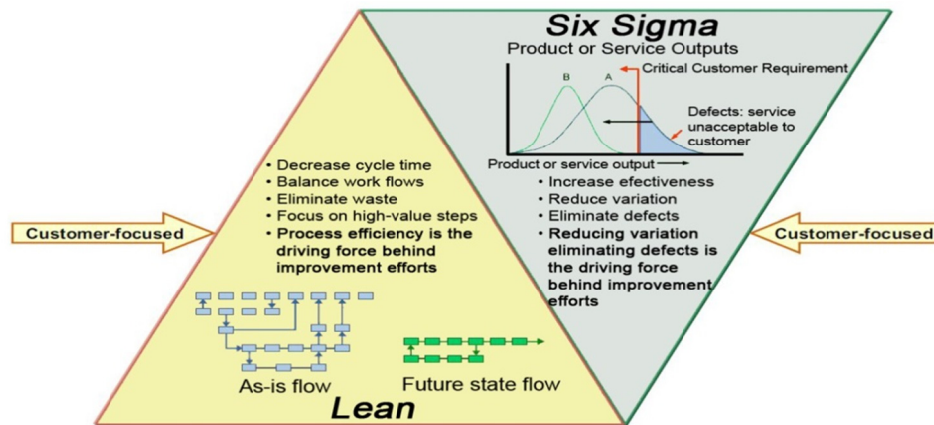 Six Sigma
Product or Service Outputs
B
A
Critical Customer Requirement
Defects: service
unacceptable to
customer
Product or service output
• Increase efectiveness
• Reduce variation
• Eliminate defects
• Reducing variation
eliminating defects is
the driving force
behind improvement
efforts
Customer-focused
• Decrease cycle time
• Balance work flows
• Eliminate waste
• Focus on high-value steps
• Process efficiency is the
driving force behind
improvement efforts
Customer-focused
As-is flow
Future state flow
Lean